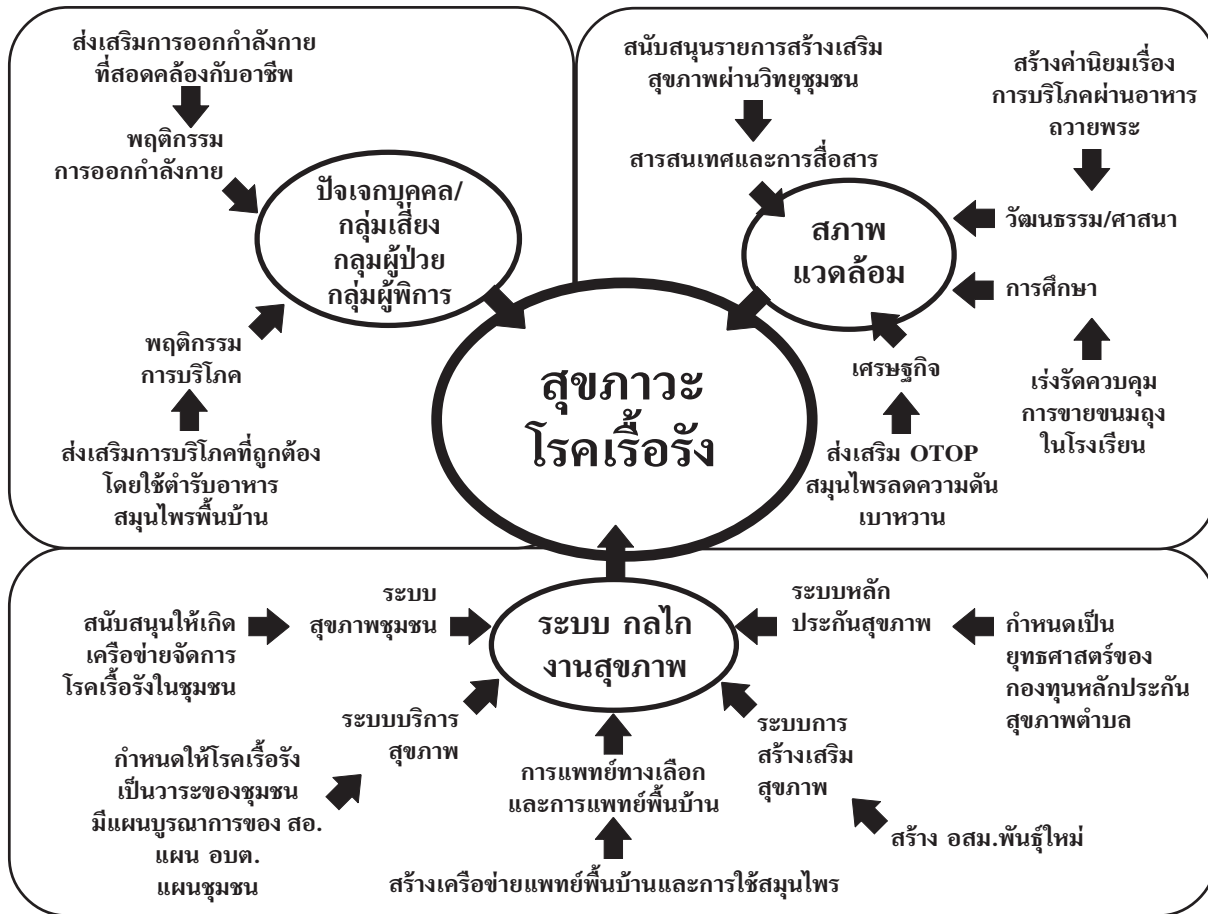 ส่งเสริมการออกกำลังกาย
ที่สอดคล้องกับอาชีพ
พฤติกรรม
การออกกำลังกาย
ปัจเจกบุคคล/
กลุ่มเสี่ยง
กลุมผู้ป่วย
กลุ่มผู้พิการ
พฤติกรรม
การบริโภค
ส่งเสริมการบริโภคที่ถูกต้อง
โดยใช้ตำรับอาหาร
สมุนไพรพื้นบ้าน
สนับสนุนรายการสร้างเสริม
สุขภาพผ่านวิทยุชุมชน
สารสนเทศและการสื่อสาร
สร้างค่านิยมเรื่อง
การบริโภคผ่านอาหาร
ถวายพระ
วัฒนธรรม/ศาสนา
สภาพ
แวดล้อม
การศึกษา
เร่งรัดควบคุม
การขายขนมถุง
ในโรงเรียน
เศรษฐกิจ
ส่งเสริม OTOP
สมุนไพรลดความดัน
เบาหวาน
สุขภาวะ
โรคเรื้อรัง
ระบบ กลไก
งานสุขภาพ
ระบบ
สุขภาพชุมชน
สนับสนุนให้เกิด
เครือข่ายจัดการ
โรคเรื้อรังในชุมชน
ระบบบริการ
สุขภาพ
กำหนดให้โรคเรื้อรัง
เป็นวาระของชุมชน
มีแผนบูรณาการของ สอ.
แผน อบต.
แผนชุมชน
การแพทย์ทางเลือก
และการแพทย์พื้นบ้าน
สร้างเครือข่ายแพทย์พื้นบ้านและการใช้สมุนไพร
ระบบการ
สร้างเสริม
สุขภาพ
สร้าง อสม.พันธุ์ใหม่
ระบบหลัก
ประกันสุขภาพ
กำหนดเป็น
ยุทธศาสตร์ของ
กองทุนหลักประกัน
สุขภาพตำบล